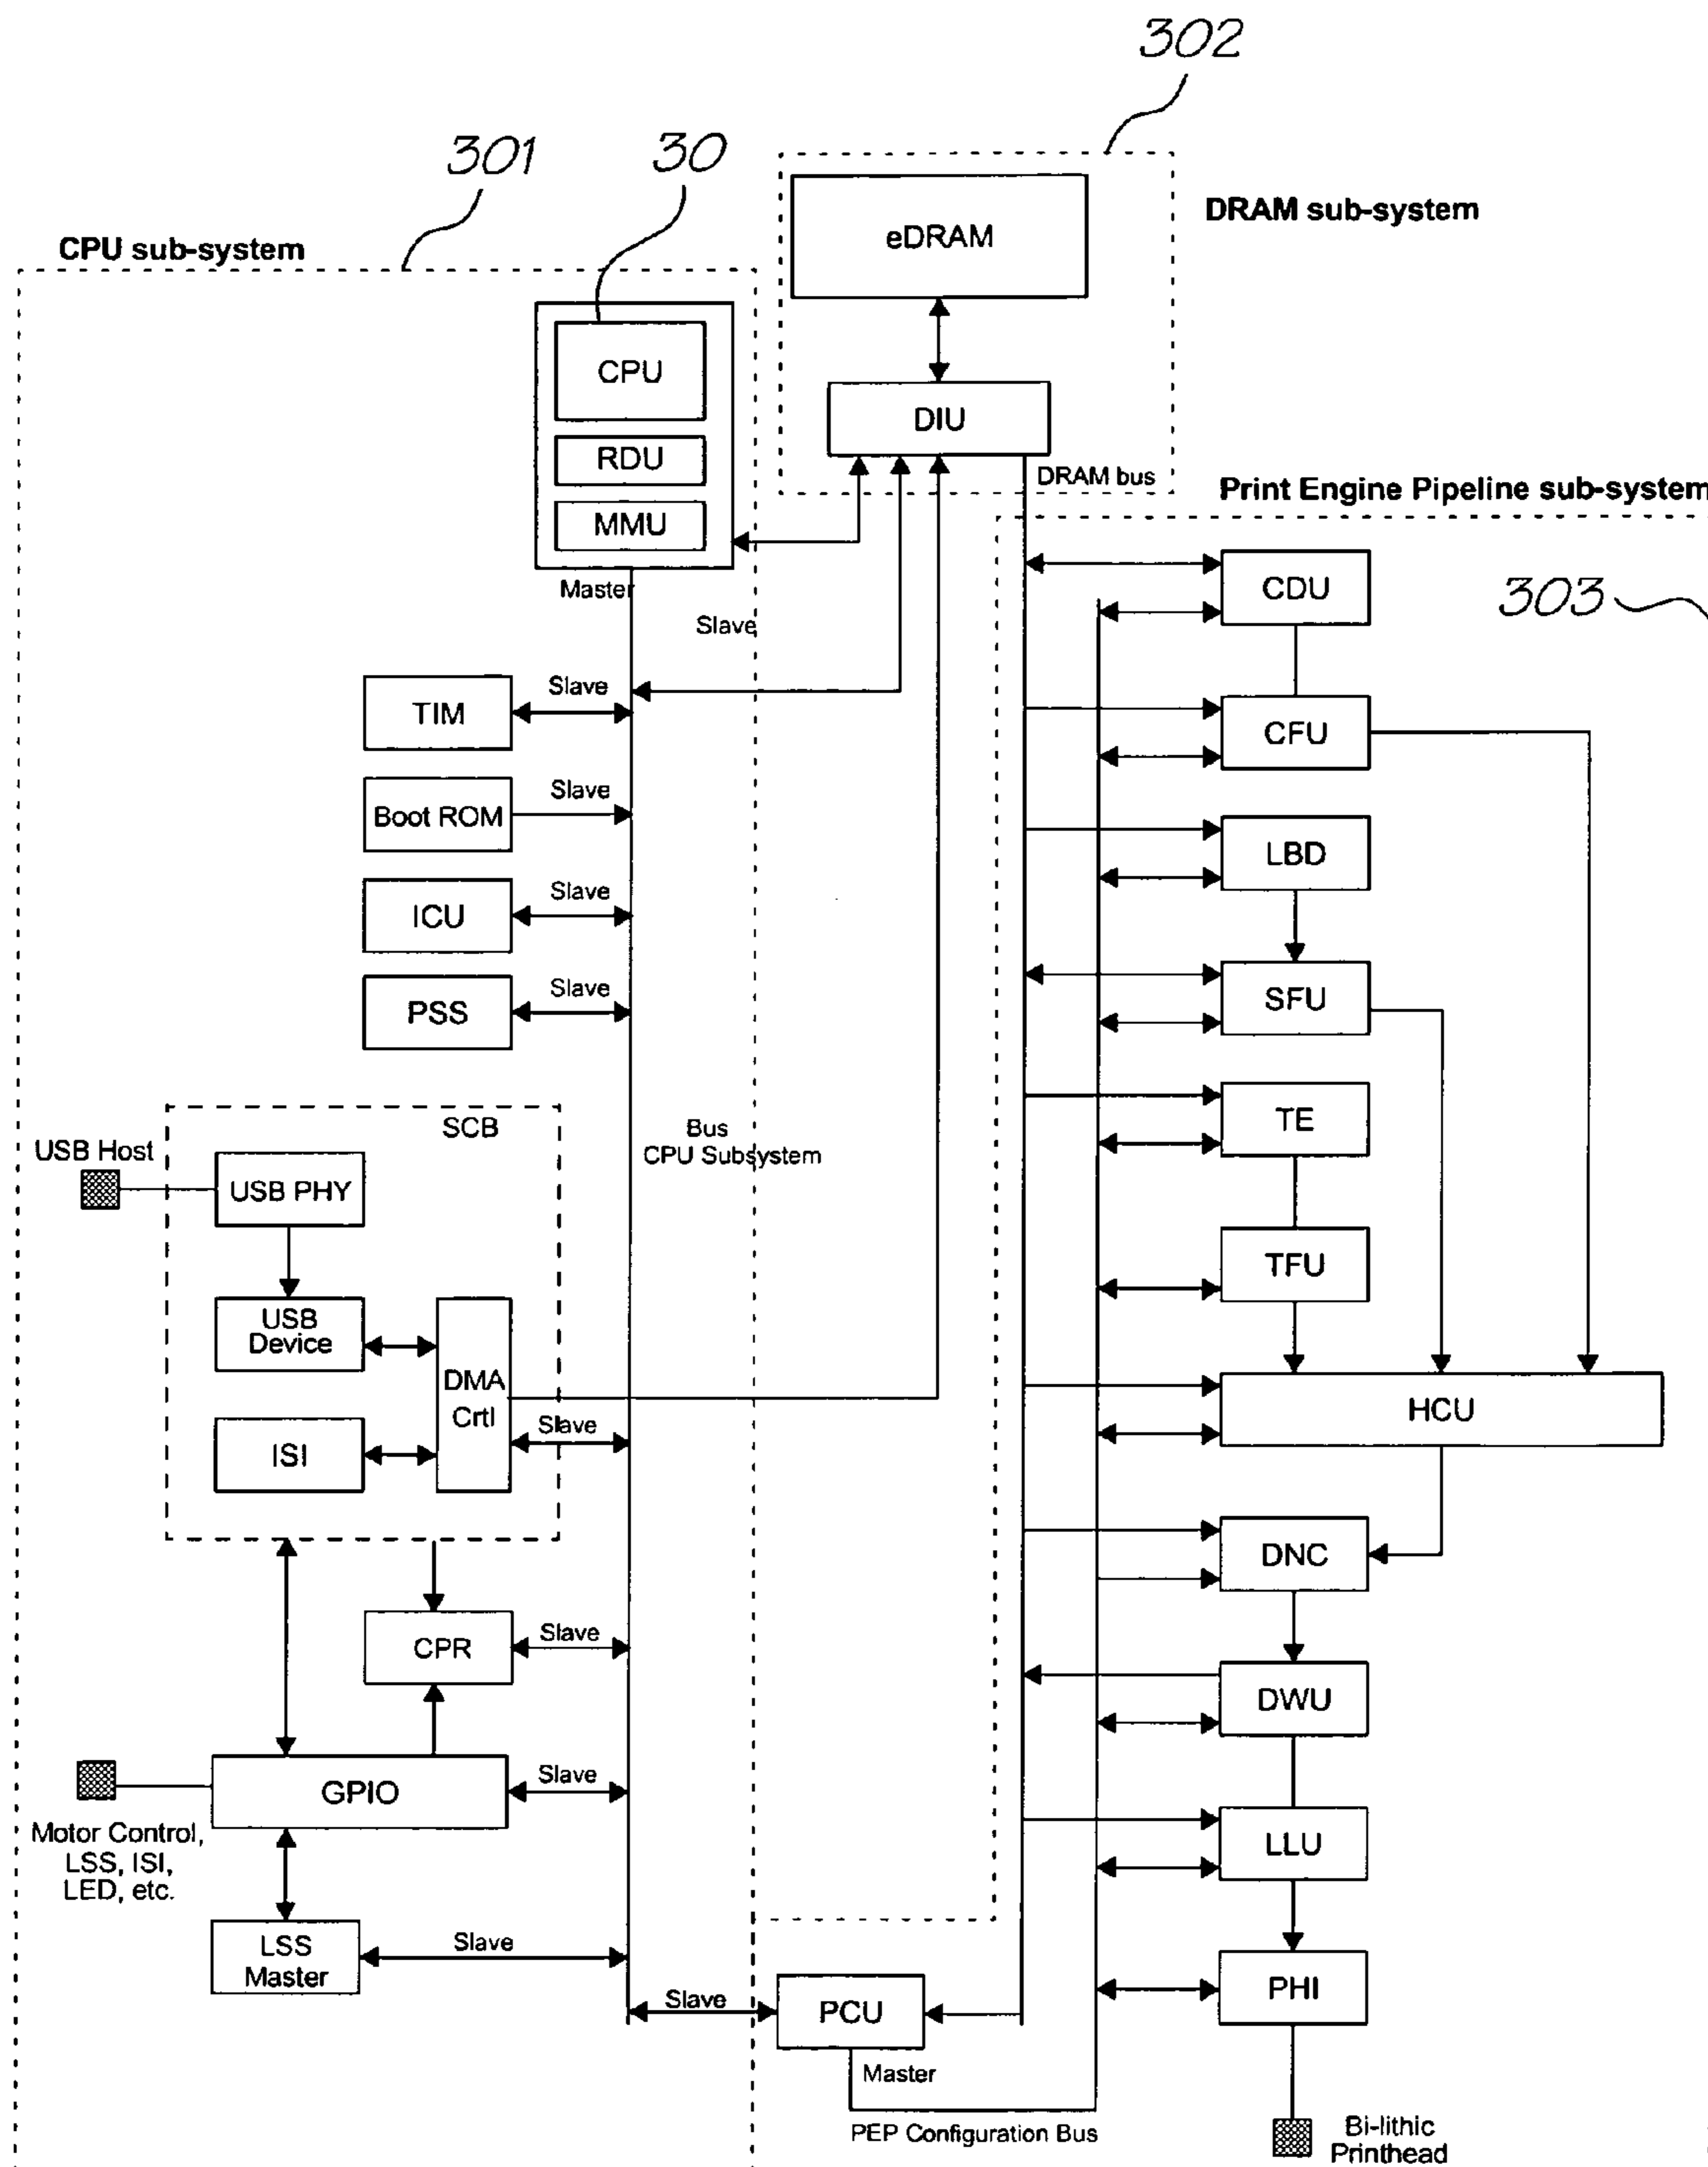 302
301
30
DRAM sub-system
CPU sub-system
eDRAM
CPU
DIU
RDU
DRAM bus
Print Engine Pipeline sub-system
MMU
Master
CDU
303
Slave
TIM
Slave
CFU
Boot ROM
Slave
LBD
ICU
Slave
PSS
Slave
SFU
SCB
TE
USB Host
Bus
CPU Subsystem
USB PHY
TFU
USB
Device
DMA
Crtl
HCU
ISI
Slave
DNC
CPR
Slave
DWU
GPIO
Slave
Motor Control,
LSS, ISI,
LED, etc.
LLU
LSS
Master
Slave
Slave
PCU
PHI
Master
PEP Configuration Bus
Bi-lithic
Printhead